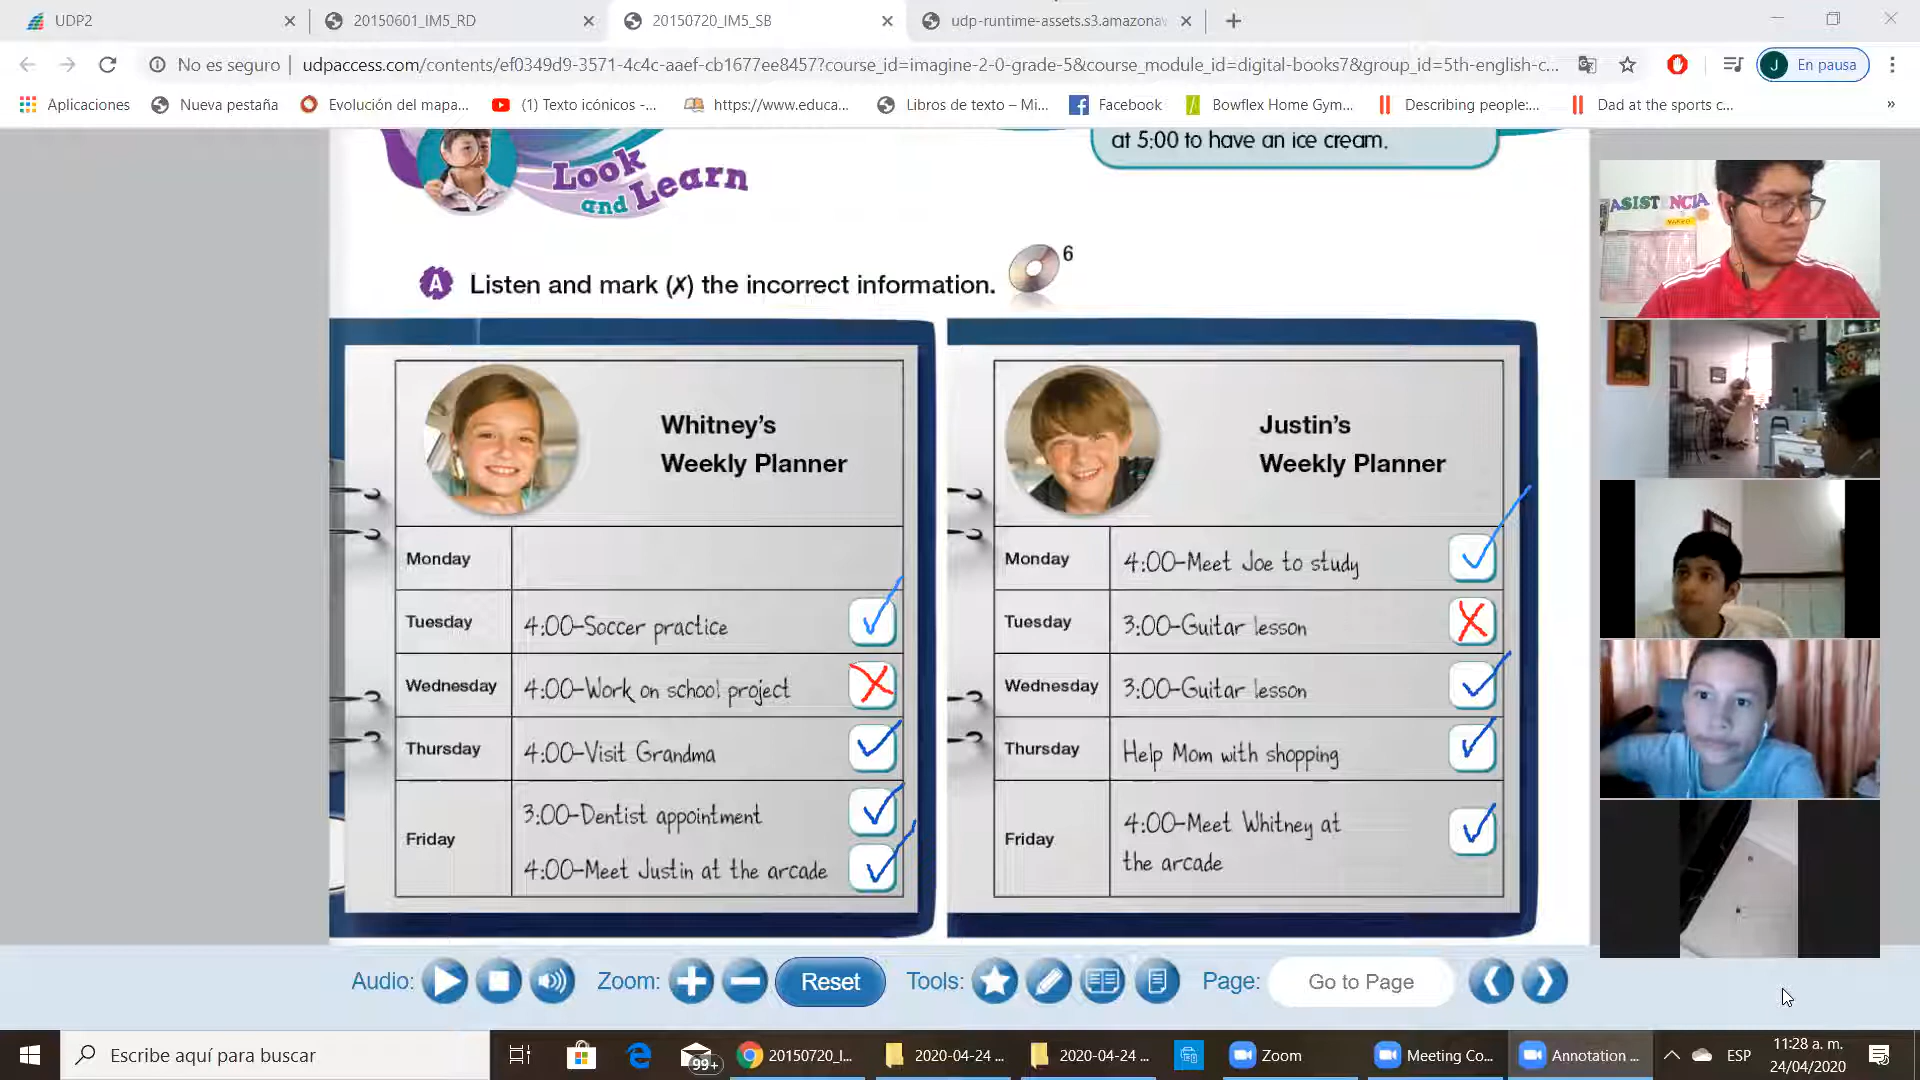 UDP2
20150601_IM5_RD
20150720_IM5_SB
udp-runtime-assets.s3.amazonav
No es seguro
udpaccess.com/contents/ef0349d9-3571-4c4c-aaef-cb1677ee8457?course_id=imagine-2-0-grade-5&course_module_id=digital-books7&group_id=5th-english-c...
J En pausa
Aplicaciones
Nueva pestaña
Evolución del mapa...
(1) Texto icónicos -...
https://www.educa...
Libros de texto – Mi...
Facebook
Bowflex Home Gym...
Describing people:...
Dad at the sports c...
»
at 5:00 to have an ice cream.
Look
and Learn
ASISTENCIA
6
A Listen and mark (✗) the incorrect information.
Whitney's
Weekly Planner
Monday
Tuesday 4:00-Soccer practice
Wednesday 4:00-Work on school project
Thursday 4:00-Visit Grandma
Friday
3:00-Dentist appointment
4:00-Meet Justin at the arcade
Justin's
Weekly Planner
Monday 4:00-Meet Joe to study
Tuesday 3:00-Guitar lesson
Wednesday 3:00-Guitar lesson
Thursday Help Mom with shopping
Friday
4:00-Meet Whitney at
the arcade
Audio: Zoom: Reset Tools: Page: Go to Page
Escribe aquí para buscar
99+
20150720_I...
2020-04-24 ...
2020-04-24 ...
Zoom
Meeting Co...
Annotation ...
ESP
11:28 a. m.
24/04/2020